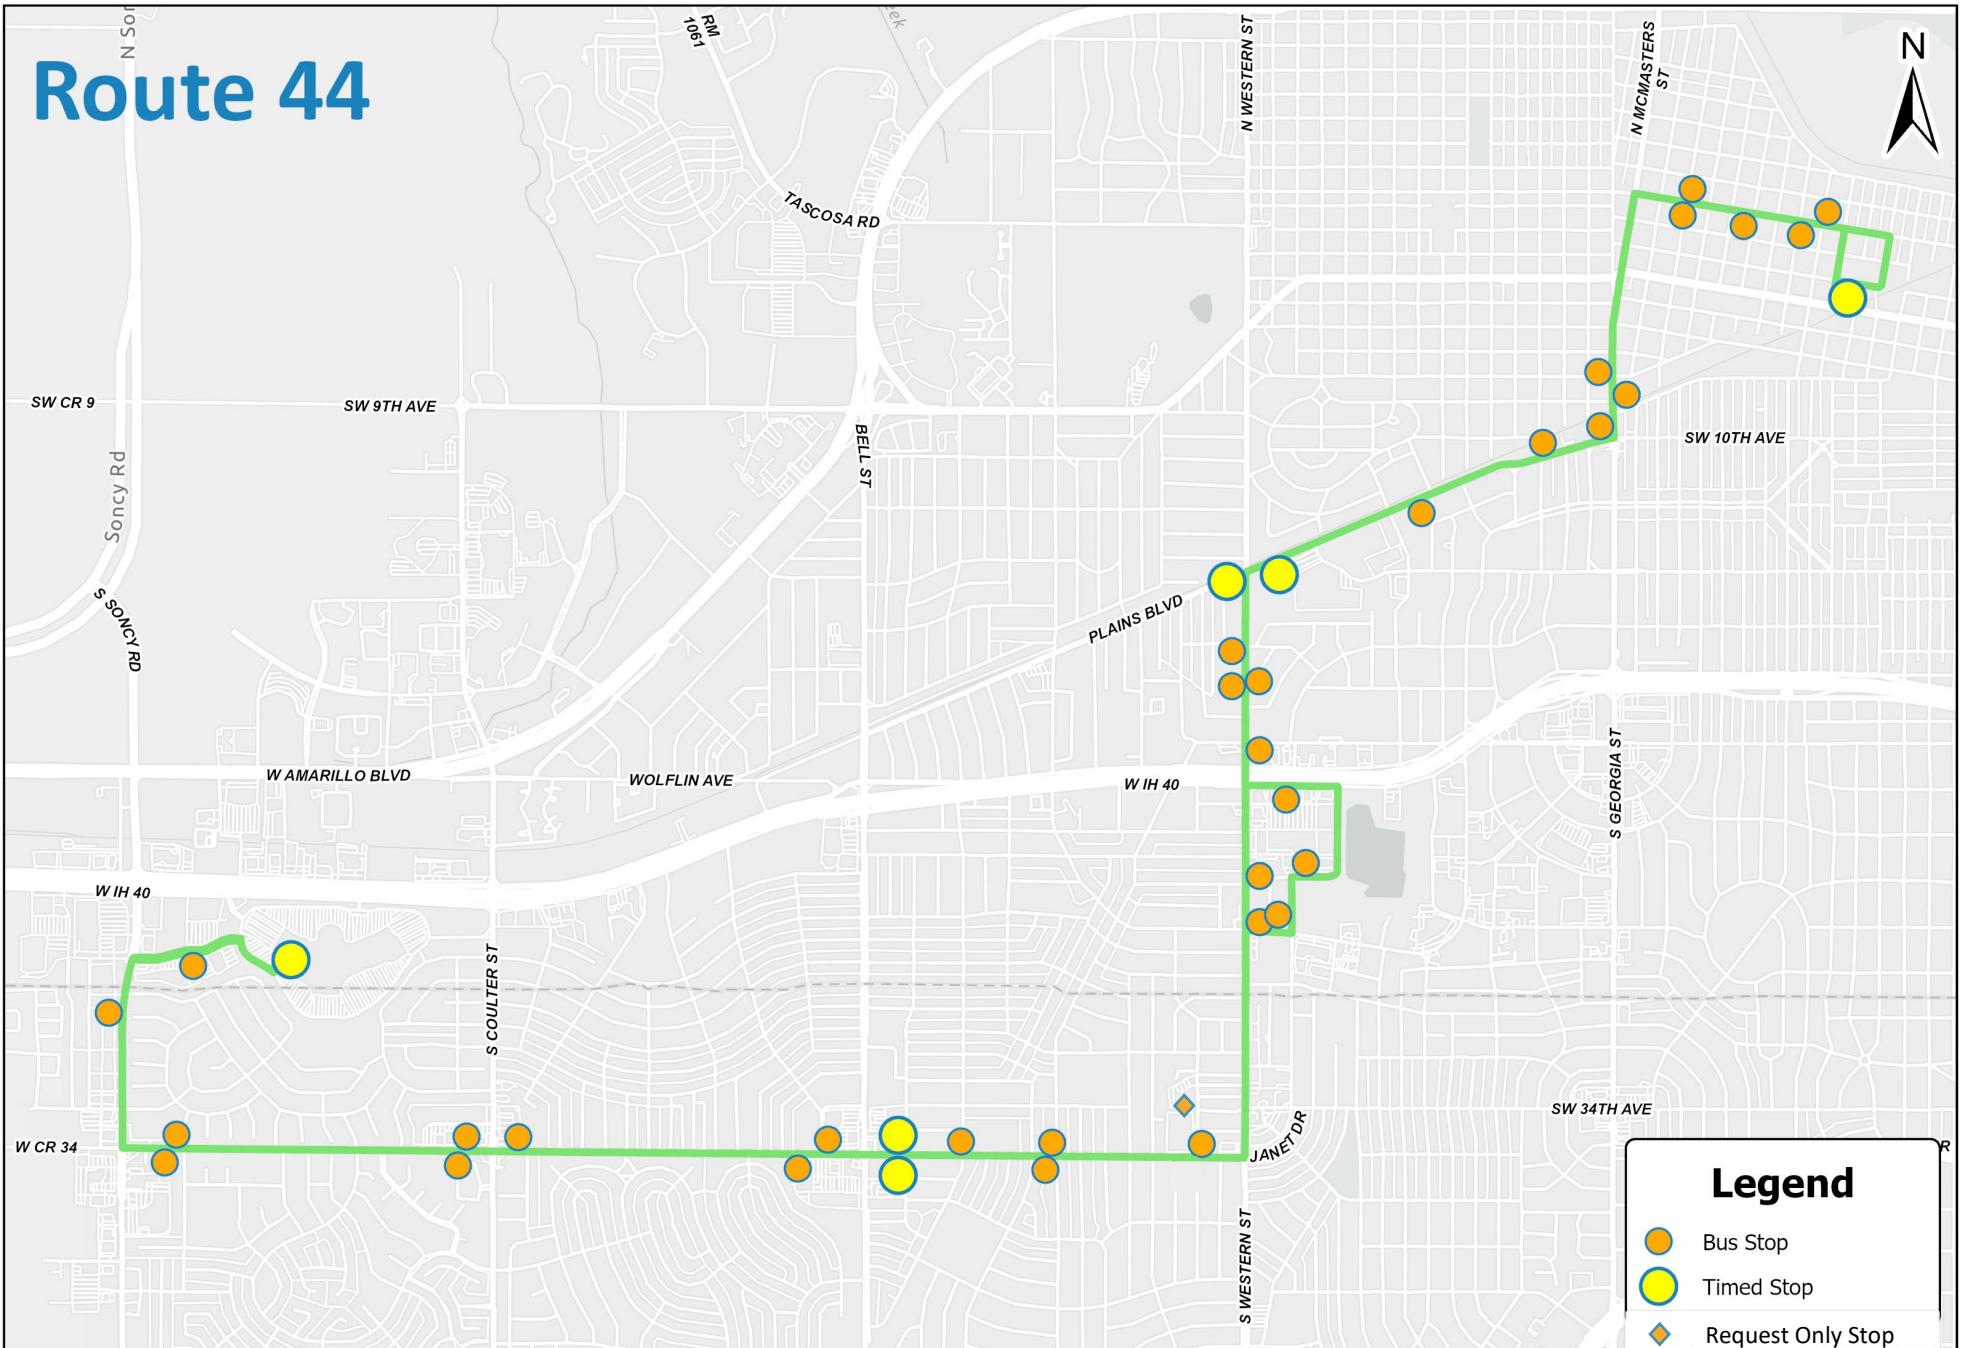 Route 44
N Son
RM
1061
eek
N WESTERN ST
N MCMASTERS
ST
N
TASCOSA RD
SW CR 9
SW 9TH AVE
BELL ST
SW 10TH AVE
Soncy Rd
S SONCY RD
PLAINS BLVD
W AMARILLO BLVD
WOLFLIN AVE
W IH 40
S GEORGIA ST
W IH 40
S COULTER ST
SW 34TH AVE
JANET DR
W CR 34
R
S WESTERN ST
Legend
Bus Stop
Timed Stop
Request Only Stop